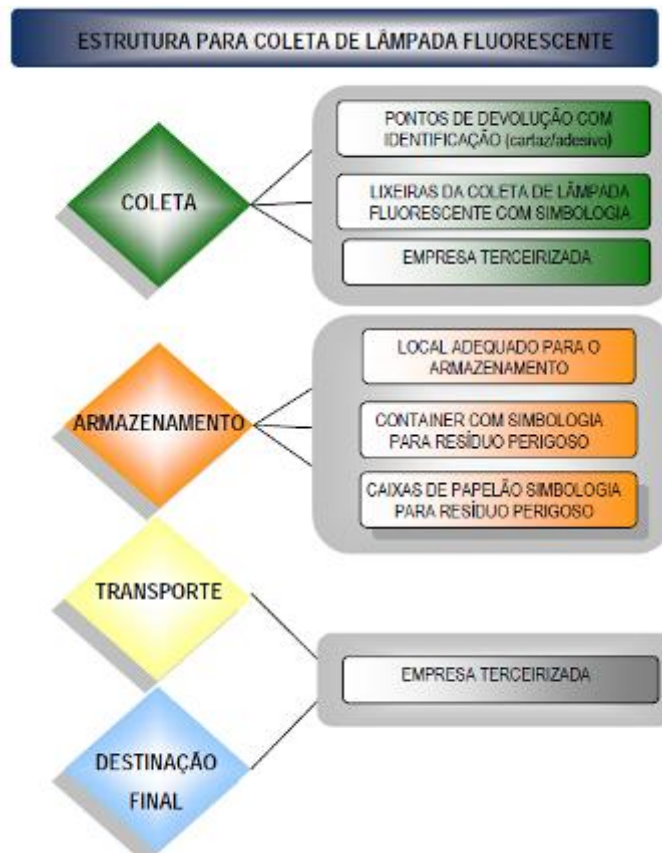 ESTRUTURA PARA COLETA DE LÂMPADA FLUORESCENTE
COLETA
PONTOS DE DEVOLUÇÃO COM
IDENTIFICAÇÃO (cartaz/adesivo)
LIXEIRAS DA COLETA DE LÂMPADA
FLUORESCENTE COM SIMBOLOGIA
EMPRESA TERCEIRIZADA
ARMAZENAMENTO
LOCAL ADEQUADO PARA O
ARMAZENAMENTO
CONTAINER COM SIMBOLOGIA
PARA RESÍDUO PERIGOSO
CAIXAS DE PAPELÃO SIMBOLOGIA
PARA RESÍDUO PERIGOSO
TRANSPORTE
EMPRESA TERCEIRIZADA
DESTINAÇÃO
FINAL